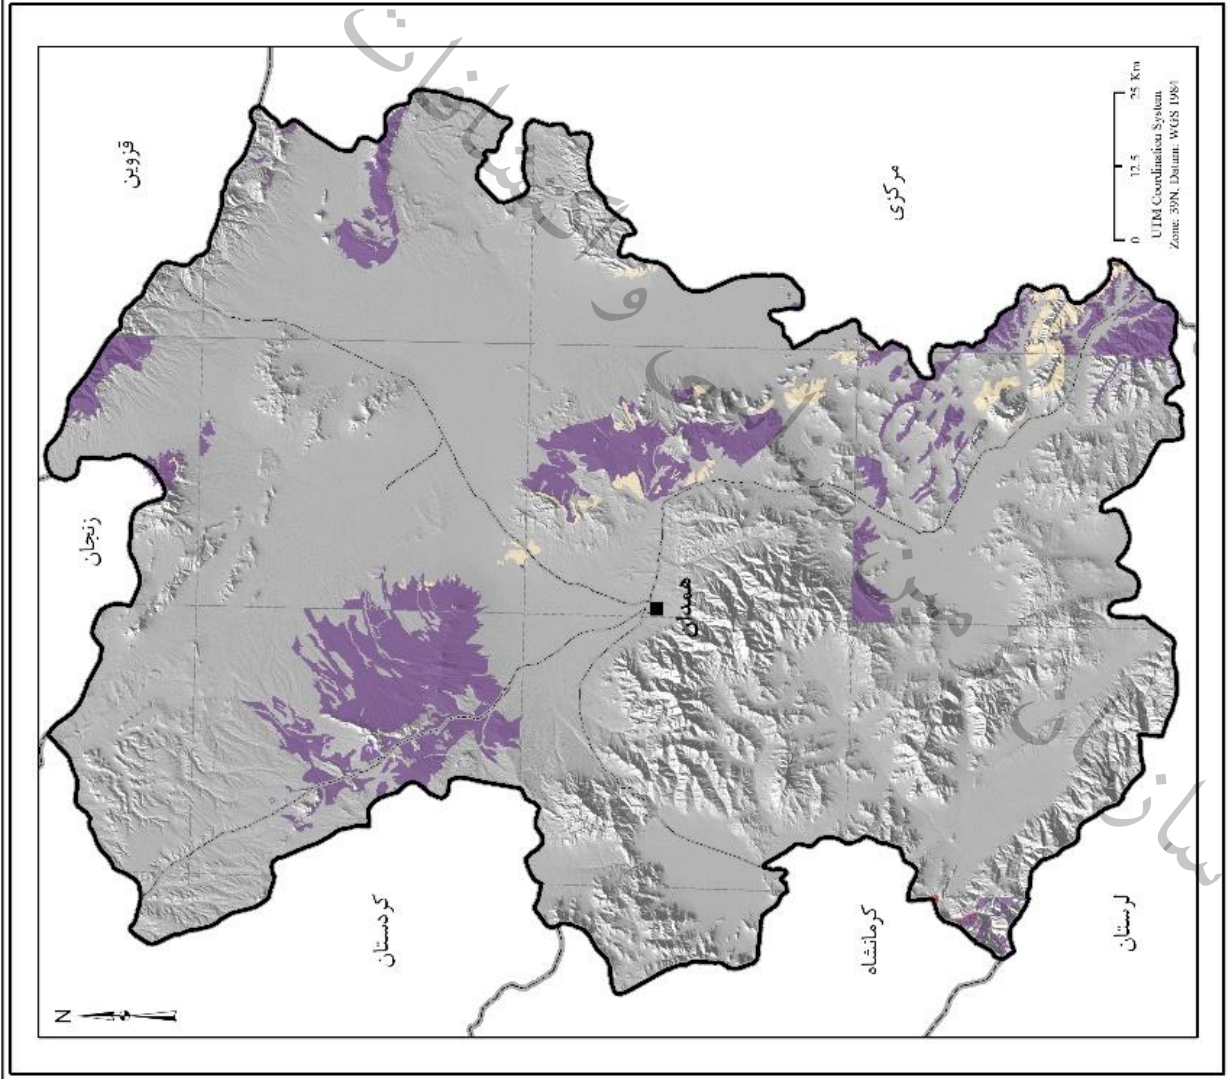 قزوین
زنجان
مرکزی
همدان
کردستان
کرمانشاه
لرستان
N
0 12.5 25 Km
UTM Coordination System
Zone: 39N, Datum: WGS 1984